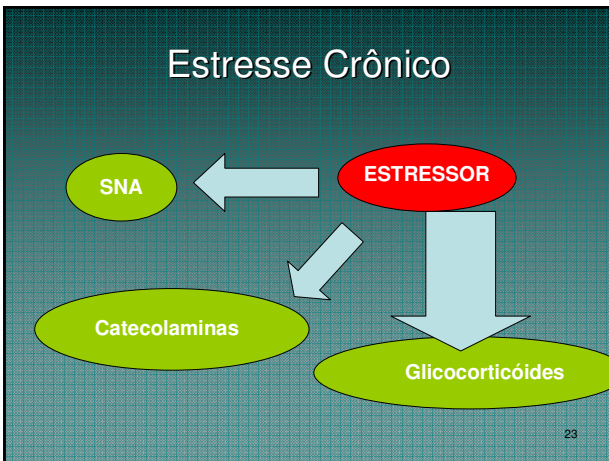 Estresse Crônico
SNA
ESTRESSOR
Catecolaminas
Glicocorticóides
23